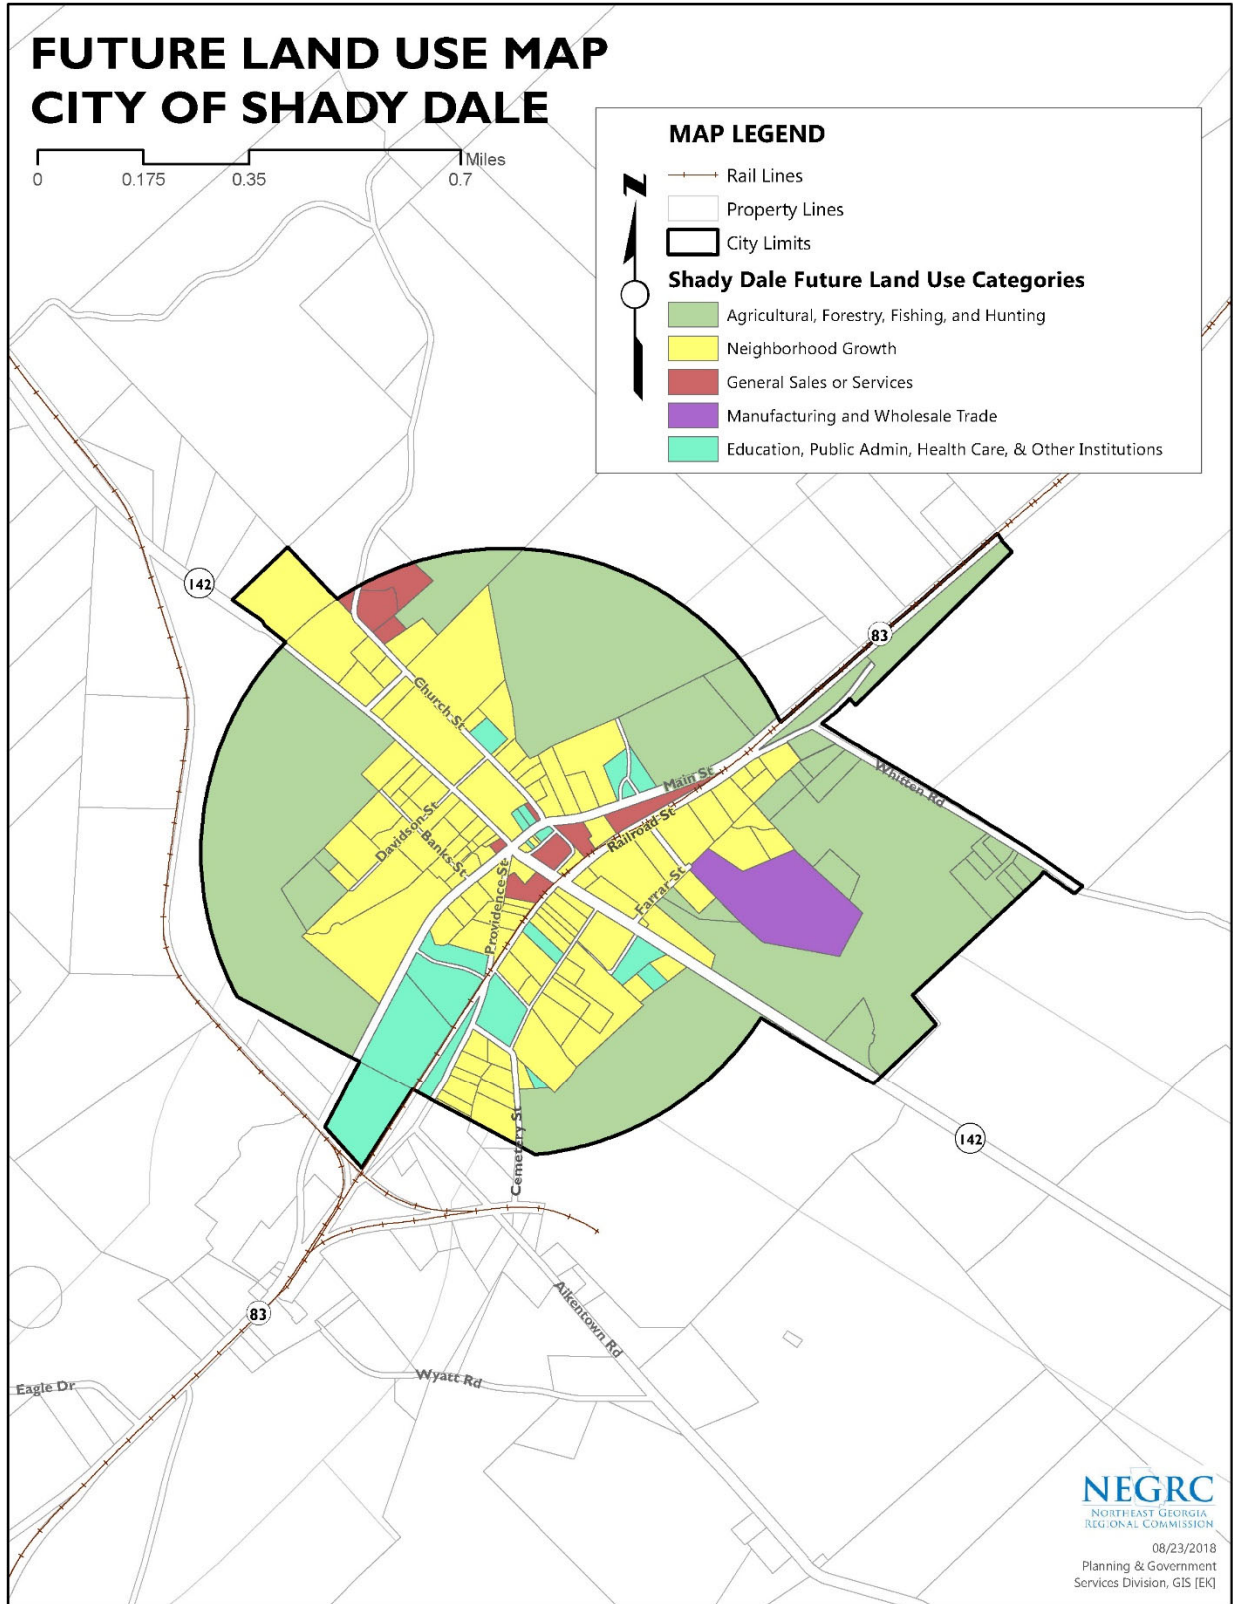 FUTURE LAND USE MAP
CITY OF SHADY DALE
Miles
0 0.175 0.35 0.7
MAP LEGEND
N
Rail Lines
Property Lines
City Limits
Shady Dale Future Land Use Categories
Agricultural, Forestry, Fishing, and Hunting
Neighborhood Growth
General Sales or Services
Manufacturing and Wholesale Trade
Education, Public Admin, Health Care, & Other Institutions
142
83
Church St
Main St
Whitten Rd
Davidson St
Banks St
Railroad St
Providence St
Farrar St
Cemetery St
142
83
Aikentown Rd
Wyatt Rd
Eagle Dr
NEGRC
NORTHEAST GEORGIA
REGIONAL COMMISSION
08/23/2018
Planning & Government
Services Division, GIS [EK]